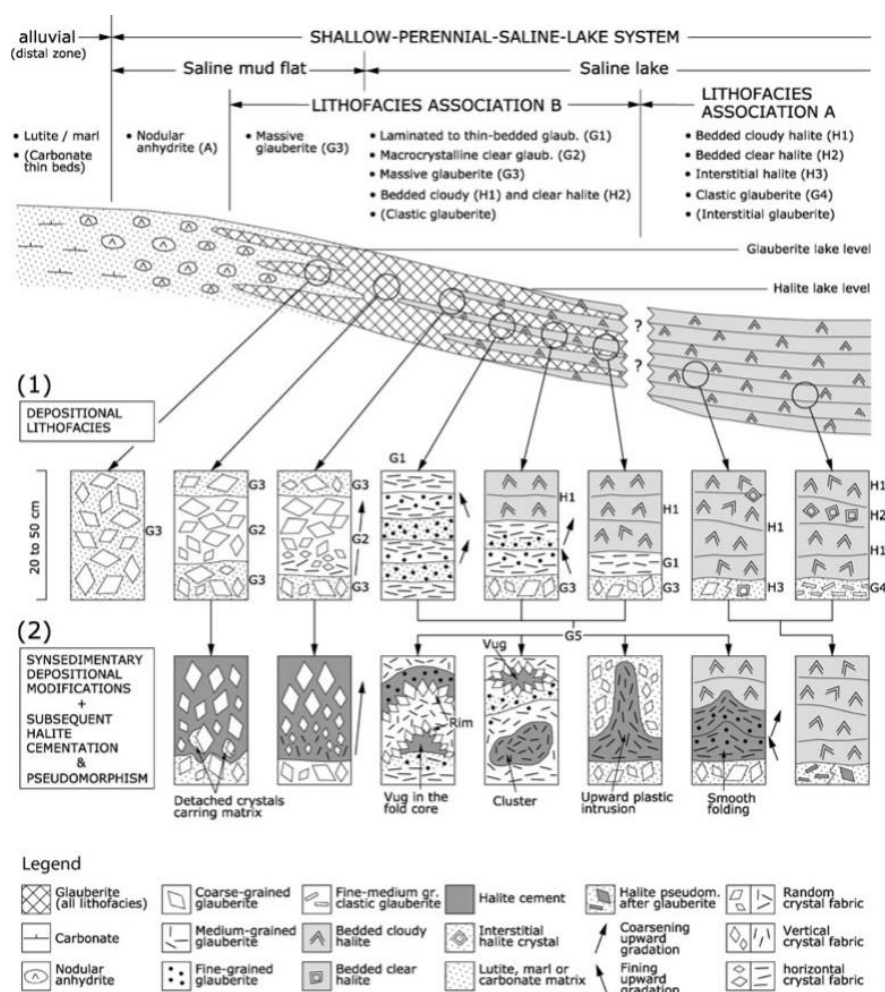 alluvial
(distal zone)
SHALLOW-PERENNIAL-SALINE-LAKE SYSTEM
Saline mud flat
Saline lake
LITHOFACIES ASSOCIATION B
LITHOFACIES
ASSOCIATION A
• Lutite / marl
• (Carbonate
thin beds)
• Nodular
anhydrite (A)
• Massive
glauberite (G3)
• Laminated to thin-bedded glaub. (G1)
• Macrocrystalline clear glaub. (G2)
• Massive glauberite (G3)
• Bedded cloudy (H1) and clear halite (H2)
• (Clastic glauberite)
• Bedded cloudy halite (H1)
• Bedded clear halite (H2)
• Interstitial halite (H3)
• Clastic glauberite (G4)
• (Interstitial glauberite)
Glauberite lake level
Halite lake level
?
?
(1)
DEPOSITIONAL
LITHOFACIES
20 to 50 cm
G3
G3
G2
G3
G3
G2
G3
G1
H1
G3
H1
G1
G3
H1
H3
H1
H2
H1
G4
(2)
SYNSEDIMENTARY
DEPOSITIONAL
MODIFICATIONS
+
SUBSEQUENT
HALITE
CEMENTATION
&
PSEUDOMORPHISM
G5
Vug
Rim
Detached crystals
carring matrix
Vug in the
fold core
Cluster
Upward plastic
intrusion
Smooth
folding
Legend
Glauberite
(all lithofacies)
Coarse-grained
glauberite
Fine-medium gr.
clastic glauberite
Halite cement
Halite pseudom.
after glauberite
Random
crystal fabric
Carbonate
Medium-grained
glauberite
Bedded cloudy
halite
Interstitial
halite crystal
Coarsening
upward
gradation
Vertical
crystal fabric
Nodular
anhydrite
Fine-grained
glauberite
Bedded clear
halite
Lutite, marl or
carbonate matrix
Fining
upward
gradation
horizontal
crystal fabric